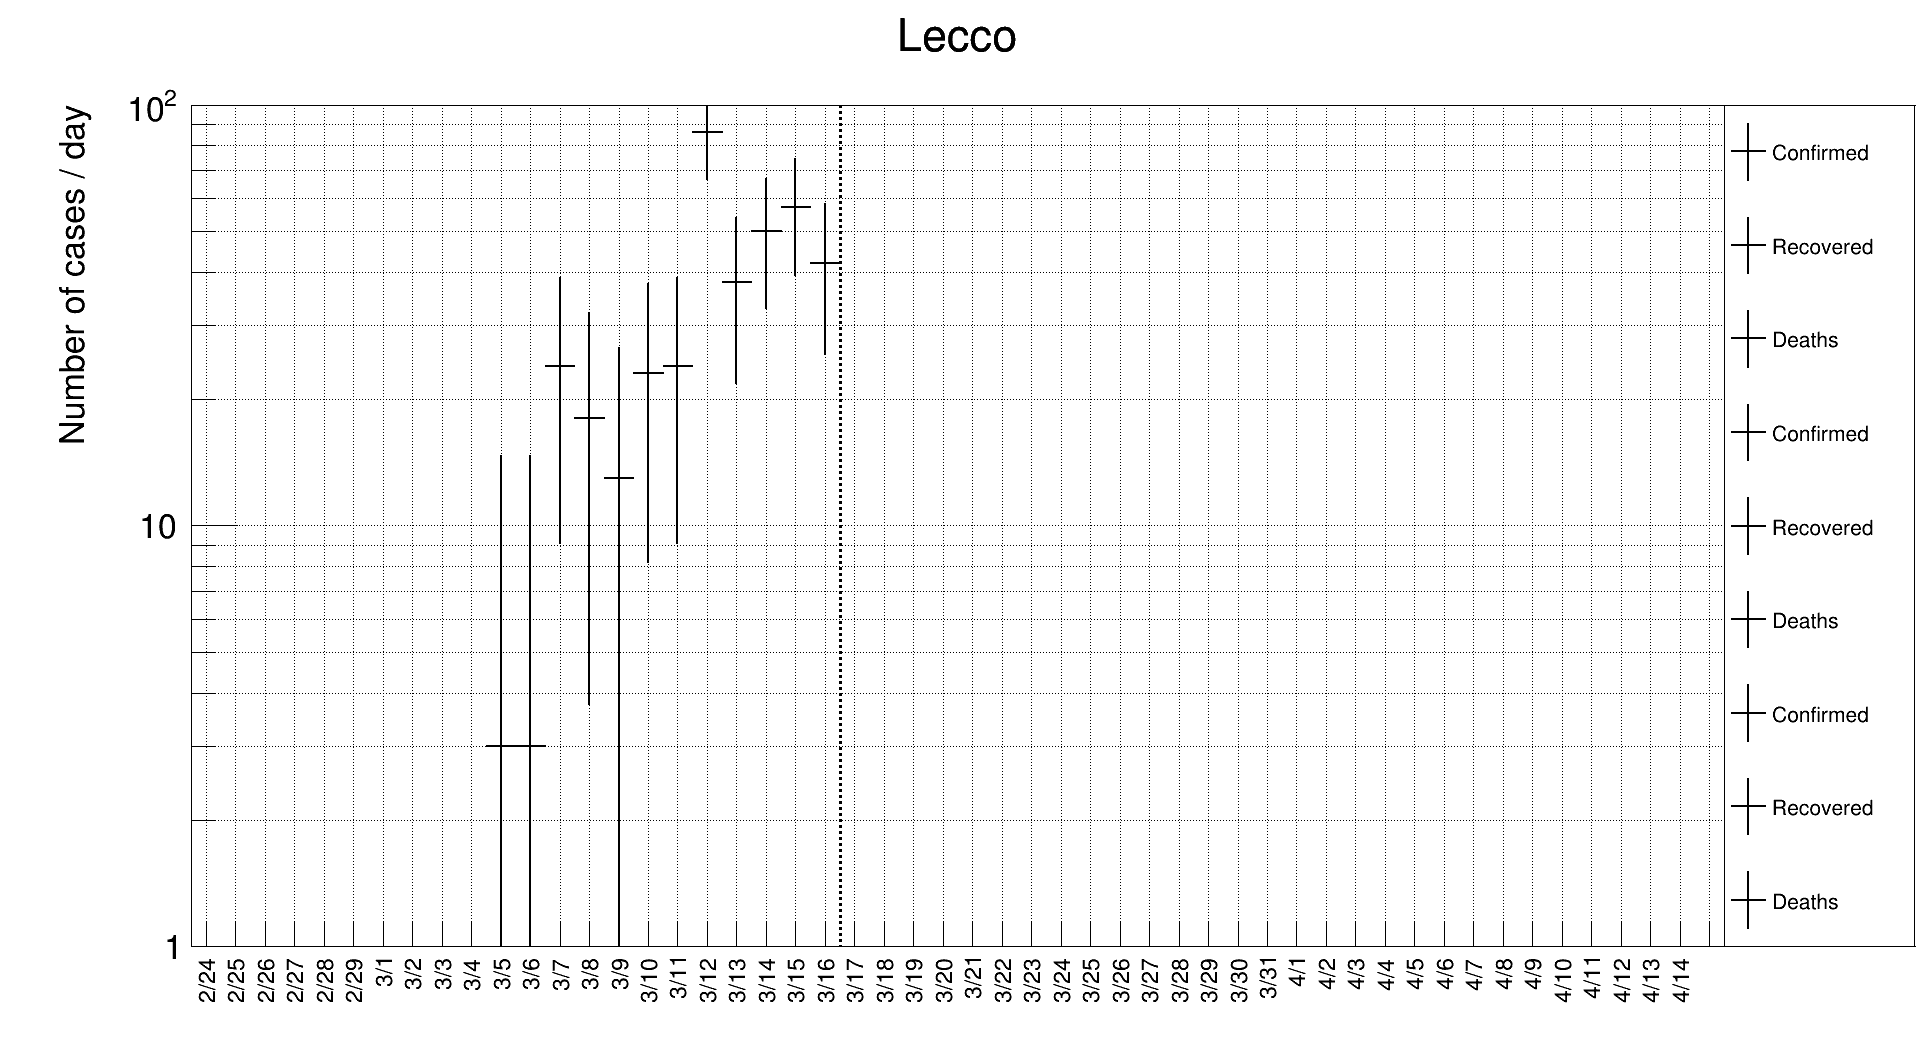 Lecco
Number of cases / day
10²
10
1
2/24 2/25 2/26 2/27 2/28 2/29 3/1 3/2 3/3 3/4 3/5 3/6 3/7 3/8 3/9 3/10 3/11 3/12 3/13 3/14 3/15 3/16 3/17 3/18 3/19 3/20 3/21 3/22 3/23 3/24 3/25 3/26 3/27 3/28 3/29 3/30 3/31 4/1 4/2 4/3 4/4 4/5 4/6 4/7 4/8 4/9 4/10 4/11 4/12 4/13 4/14
Confirmed
Recovered
Deaths
Confirmed
Recovered
Deaths
Confirmed
Recovered
Deaths